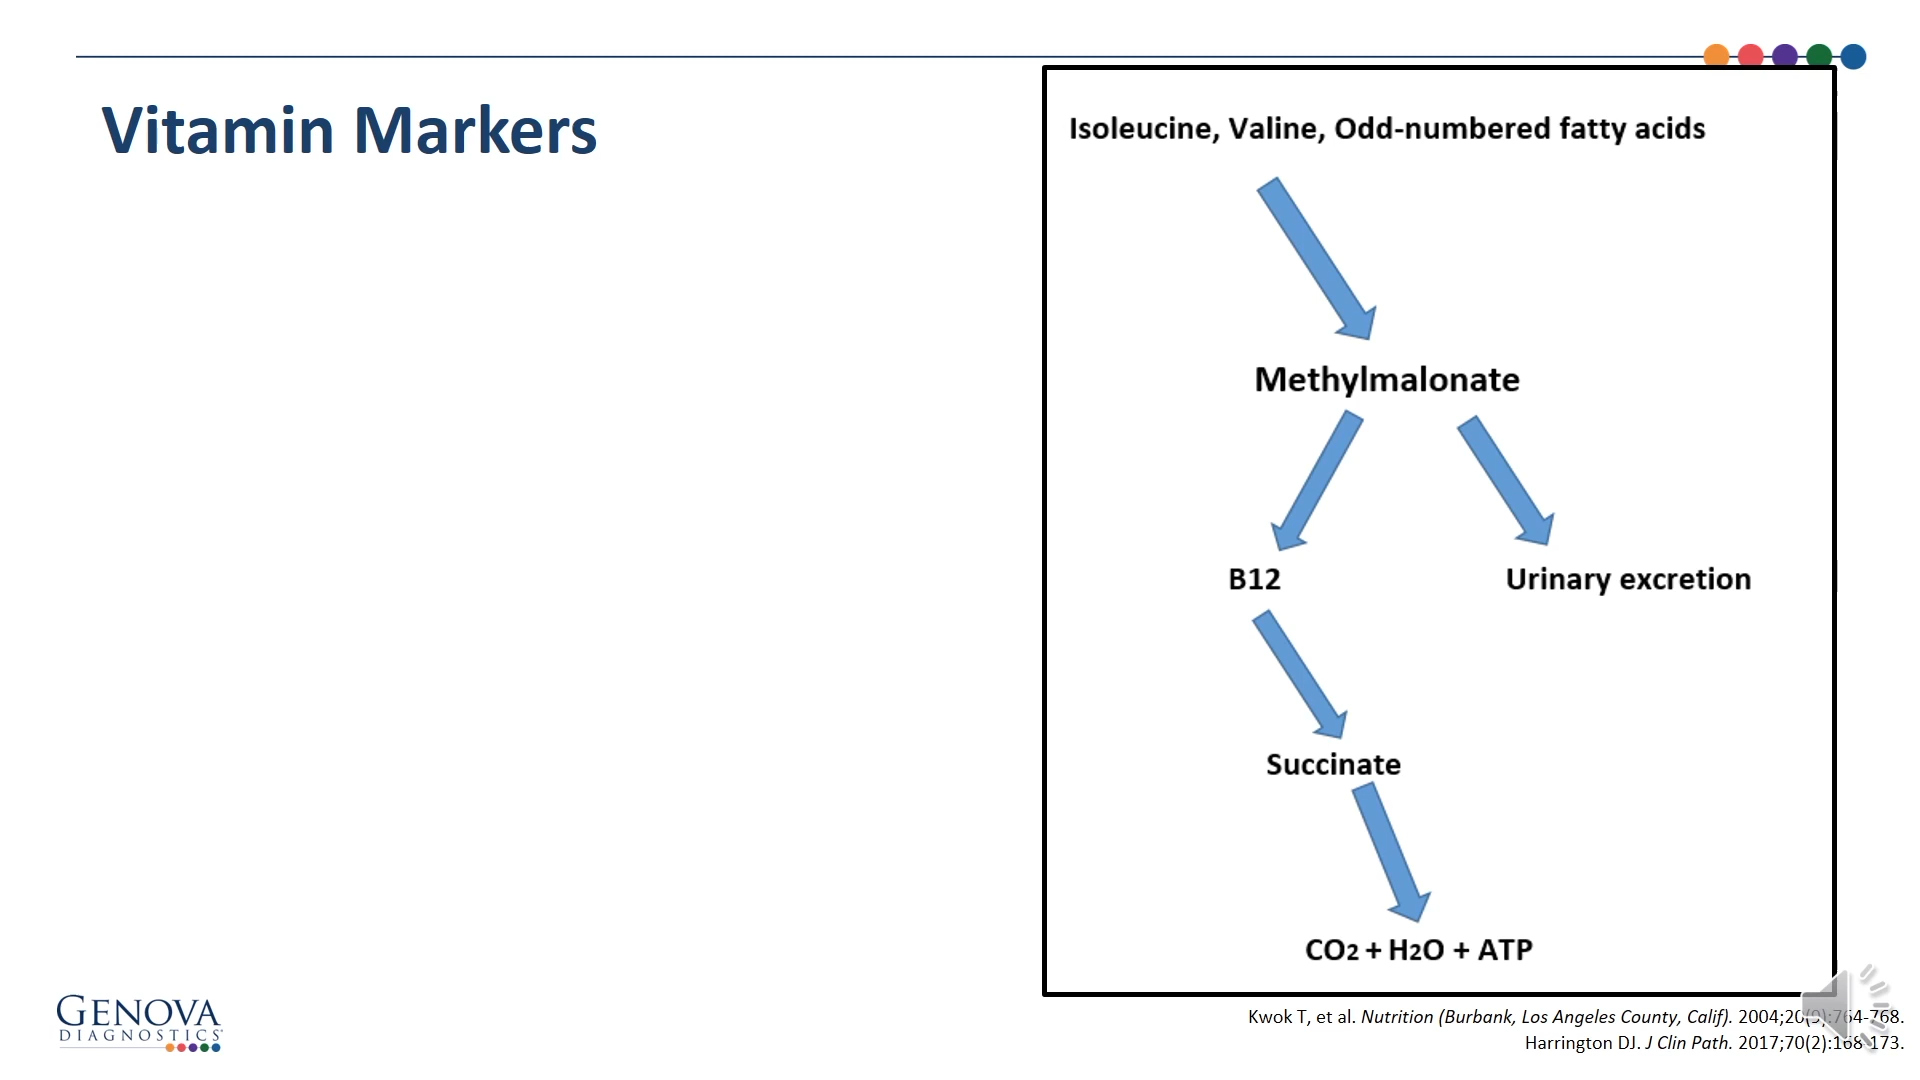 Vitamin Markers
Isoleucine, Valine, Odd-numbered fatty acids
Methylmalonate
B12
Urinary excretion
Succinate
CO2 + H2O + ATP
GENOVA
DIAGNOSTICS
Kwok T, et al. Nutrition (Burbank, Los Angeles County, Calif). 2004;20(9):764-768.
Harrington DJ. J Clin Path. 2017;70(2):168-173.